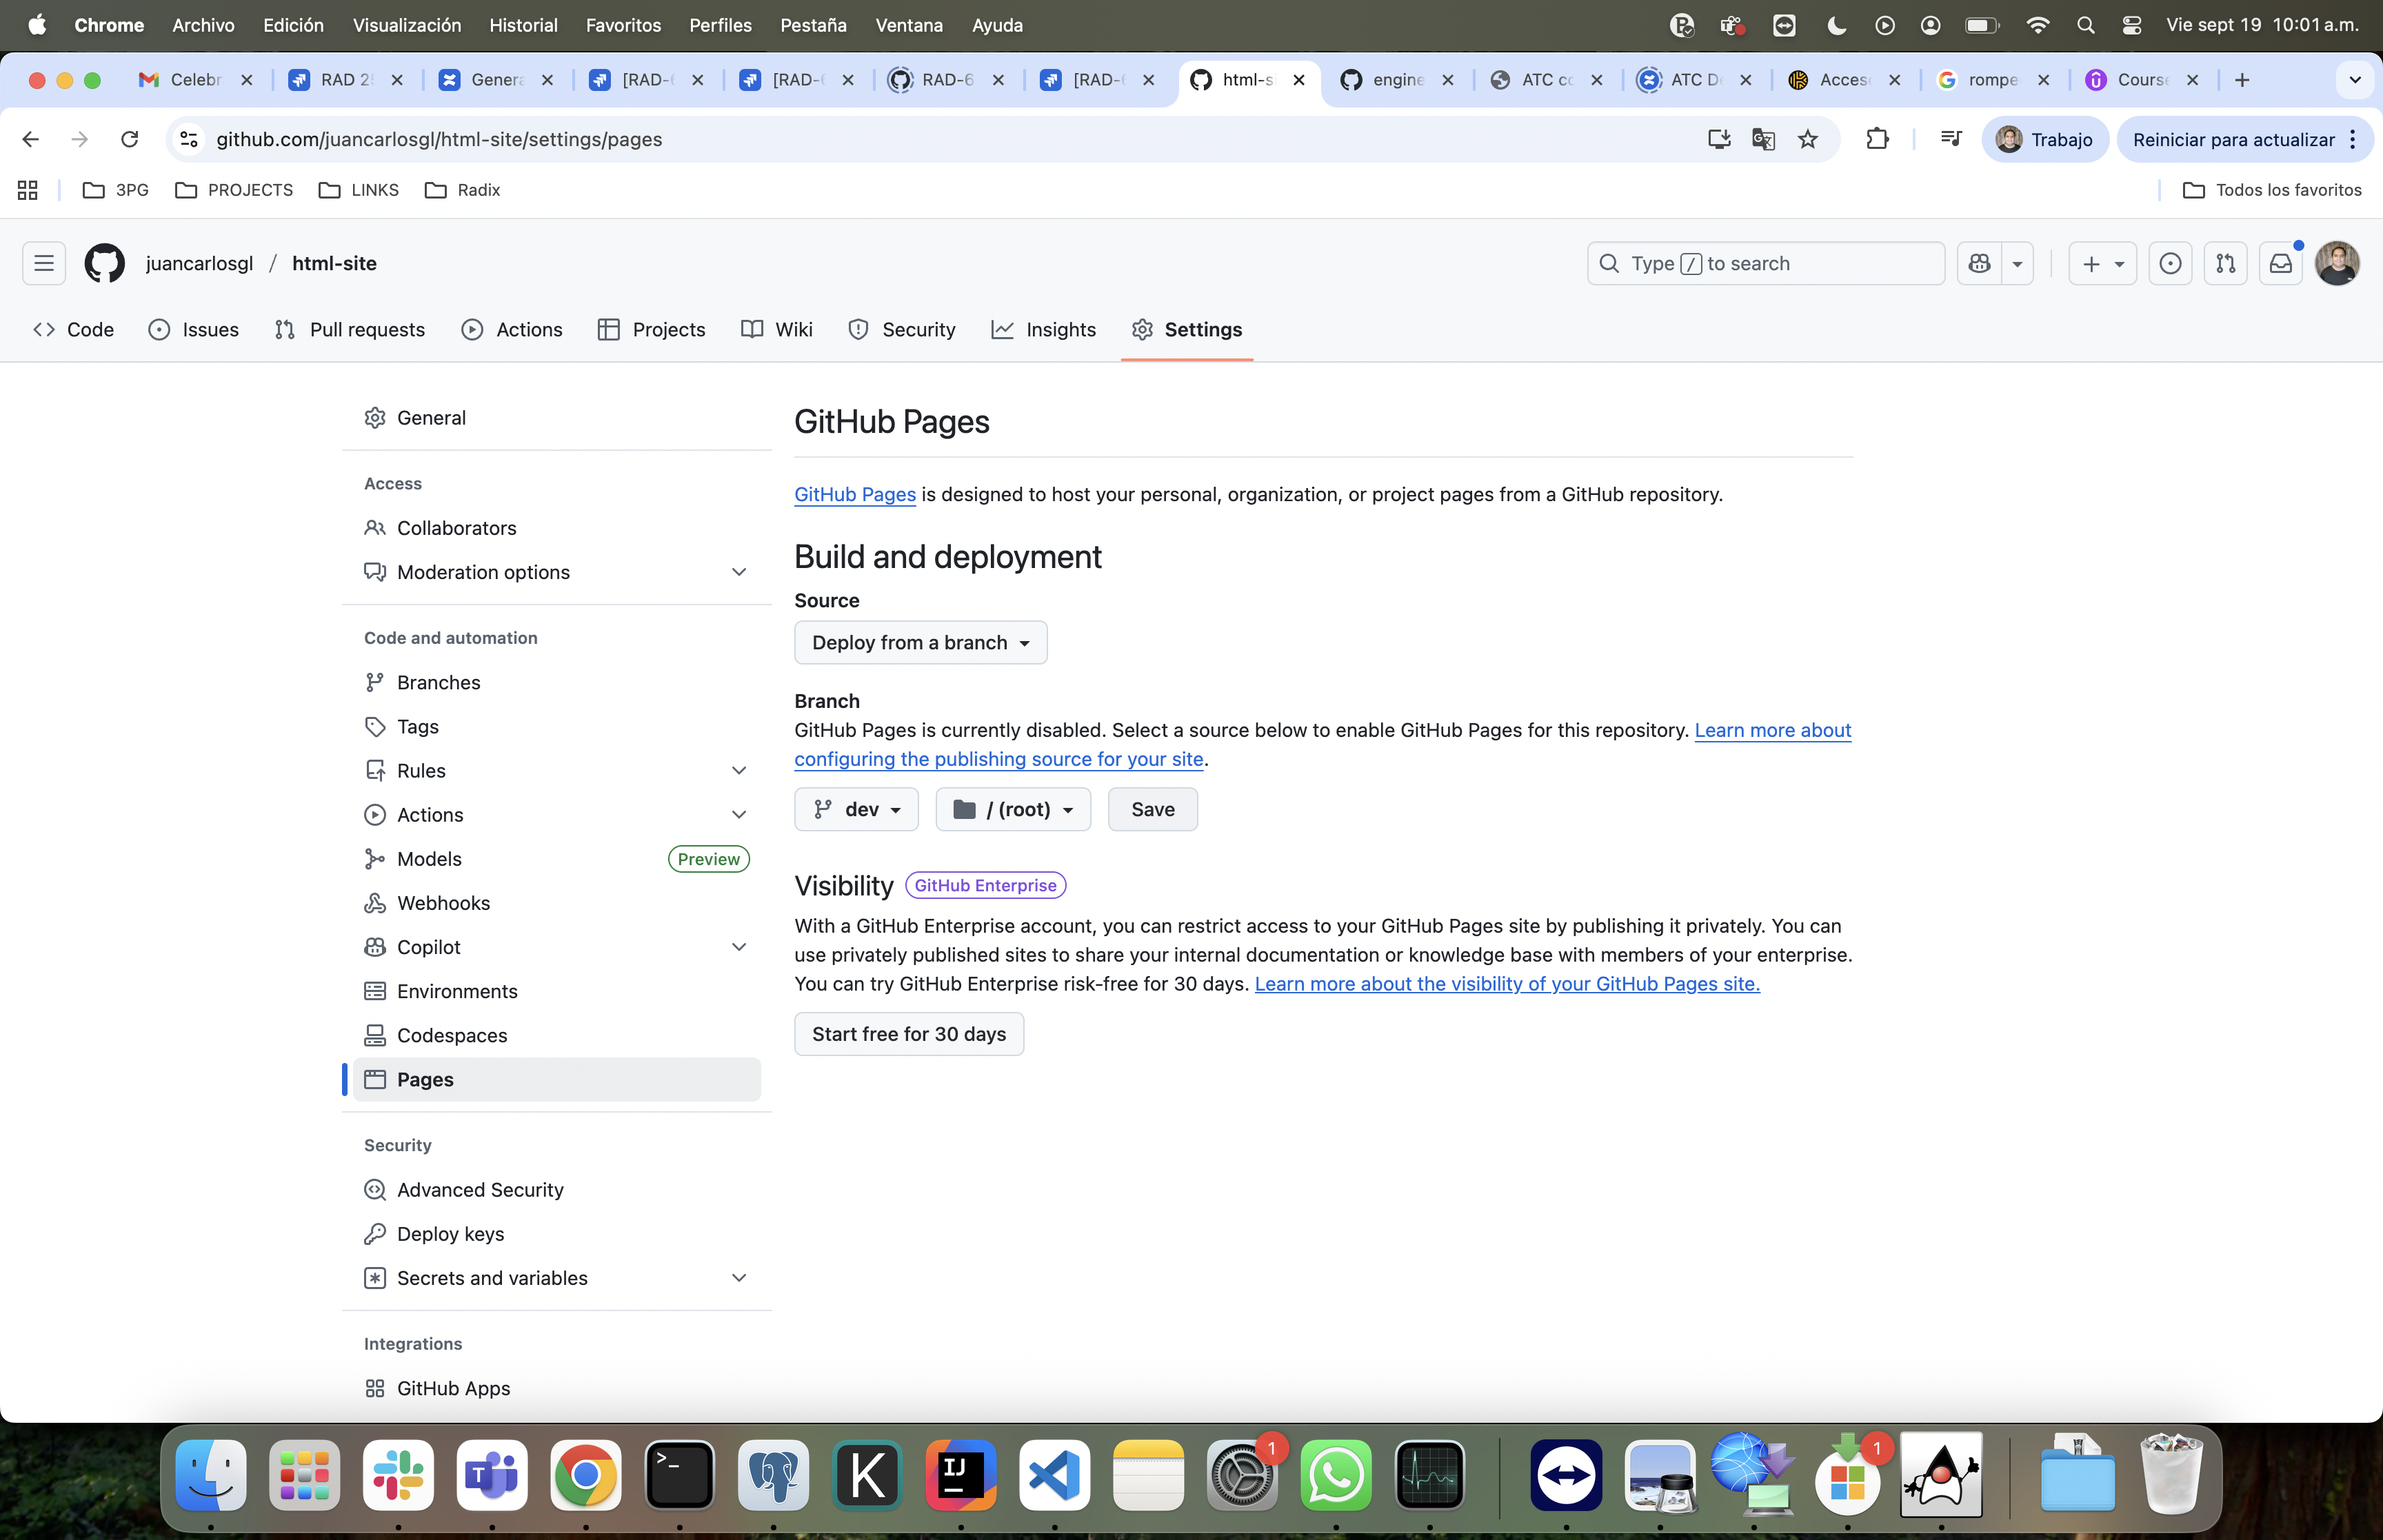 Chrome Archivo Edición Visualización Historial Favoritos Perfiles Pestaña Ventana Ayuda Vie sept 19 10:01 a.m.
Celebr RAD 2 Genera [RAD- [RAD- RAD-6 [RAD- html-s engine ATC co ATC D Acces rompe Course
github.com/juancarlosgl/html-site/settings/pages Trabajo Reiniciar para actualizar
3PG PROJECTS LINKS Radix Todos los favoritos
juancarlosgl / html-site Type / to search
Code Issues Pull requests Actions Projects Wiki Security Insights Settings
General
Access
Collaborators
Moderation options
Code and automation
Branches
Tags
Rules
Actions
Models Preview
Webhooks
Copilot
Environments
Codespaces
Pages
Security
Advanced Security
Deploy keys
Secrets and variables
Integrations
GitHub Apps
GitHub Pages
GitHub Pages is designed to host your personal, organization, or project pages from a GitHub repository.
Build and deployment
Source
Deploy from a branch
Branch
GitHub Pages is currently disabled. Select a source below to enable GitHub Pages for this repository. Learn more about
configuring the publishing source for your site.
dev / (root) Save
Visibility GitHub Enterprise
With a GitHub Enterprise account, you can restrict access to your GitHub Pages site by publishing it privately. You can
use privately published sites to share your internal documentation or knowledge base with members of your enterprise.
You can try GitHub Enterprise risk-free for 30 days. Learn more about the visibility of your GitHub Pages site.
Start free for 30 days
T >_ K IJ 1 1